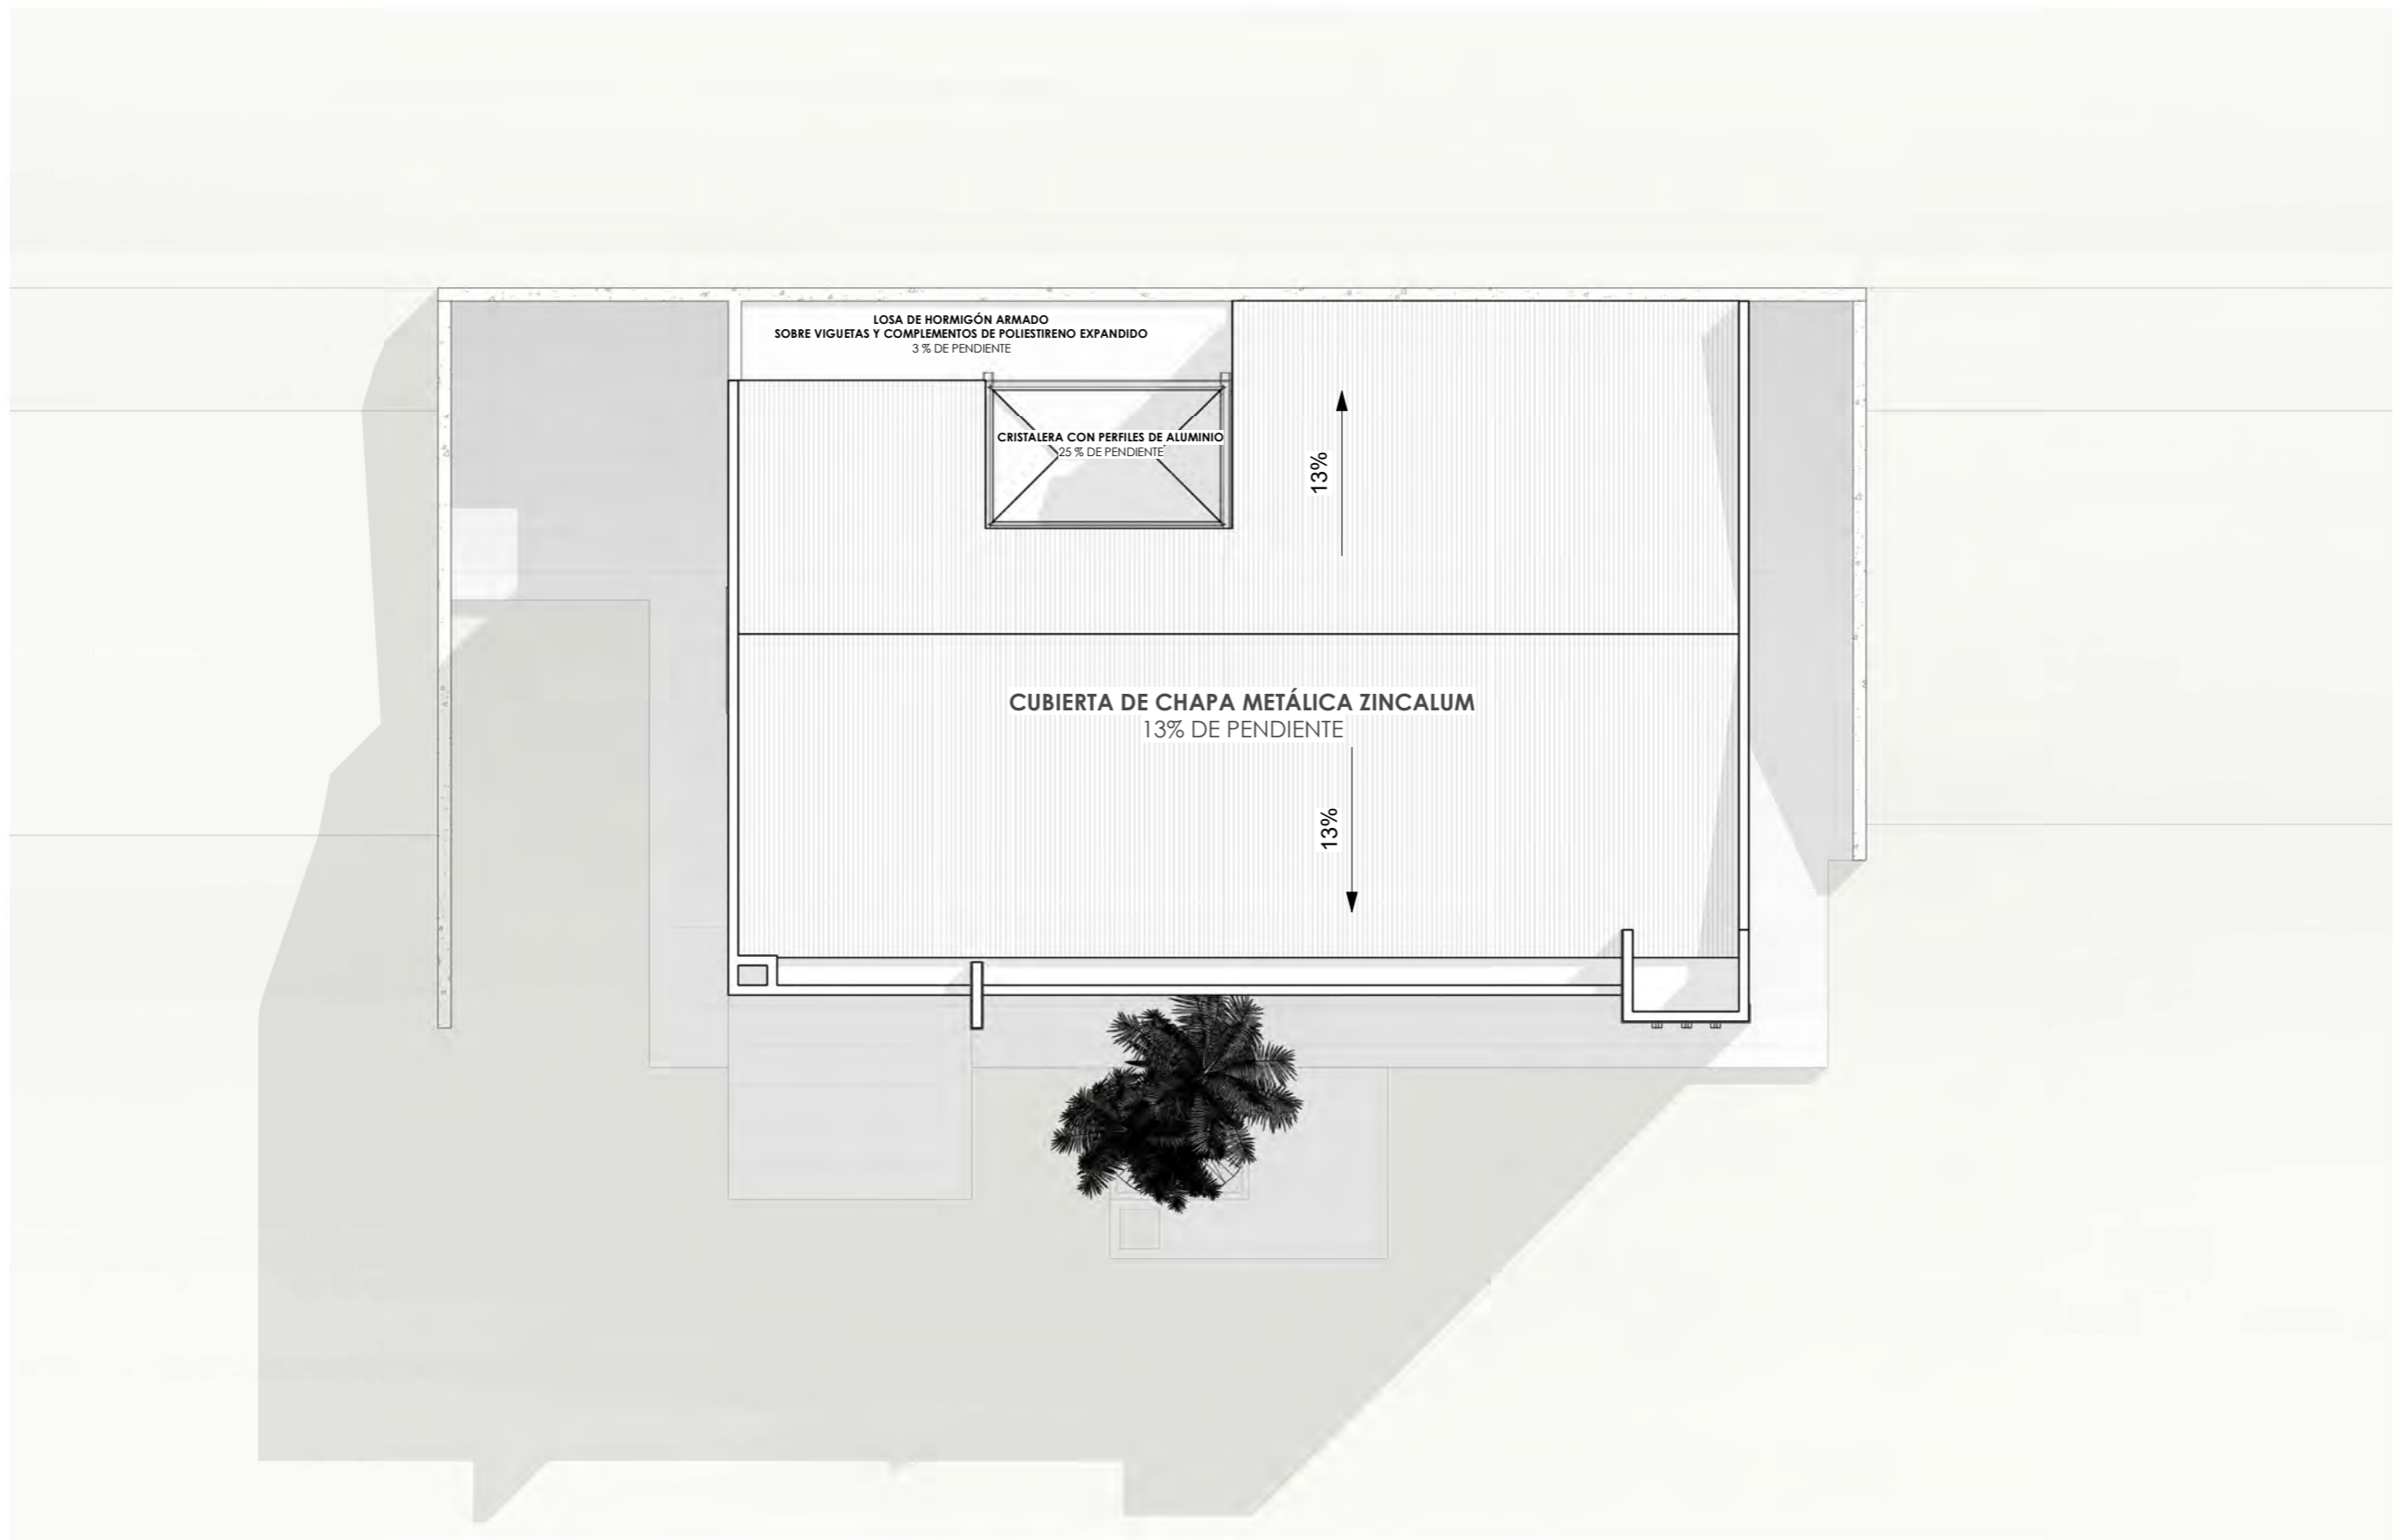 LOSA DE HORMIGÓN ARMADO
SOBRE VIGUETAS Y COMPLEMENTOS DE POLIESTIRENO EXPANDIDO
3 % DE PENDIENTE
CRISTALERA CON PERFILES DE ALUMINIO
25 % DE PENDIENTE
13%
CUBIERTA DE CHAPA METÁLICA ZINCALUM
13% DE PENDIENTE
13%